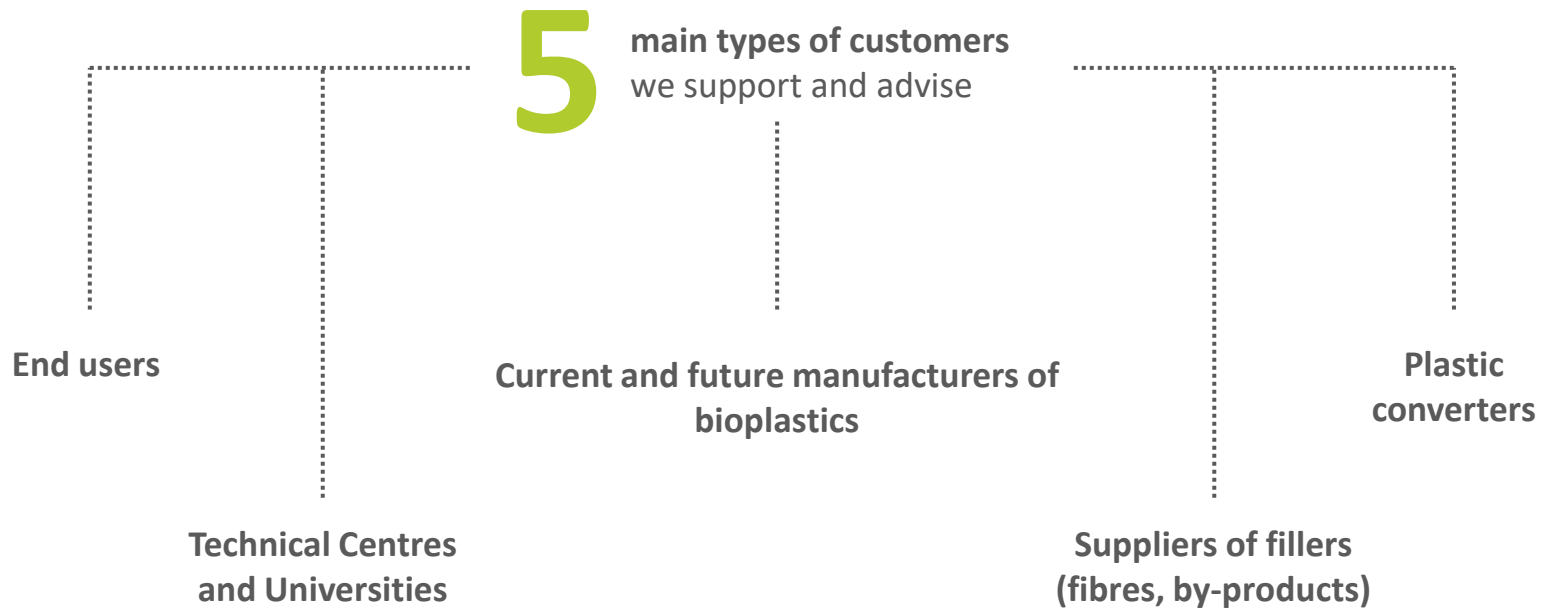 5
main types of customers
we support and advise
End users
Technical Centres
and Universities
Current and future manufacturers of
bioplastics
Suppliers of fillers
(fibres, by-products)
Plastic
converters